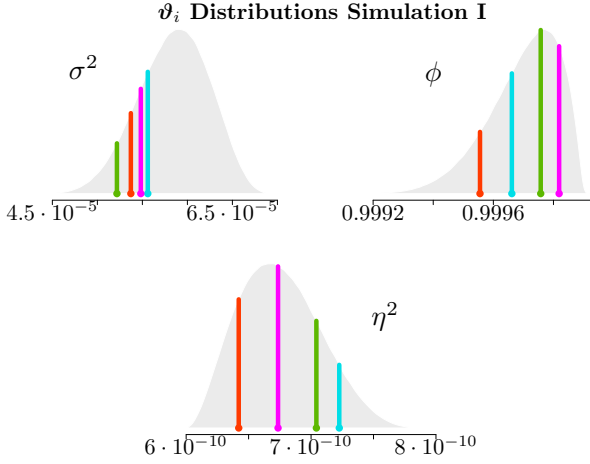 ϑᵢ Distributions Simulation I
σ²
ϕ
4.5 · 10⁻⁵ 6.5 · 10⁻⁵
0.9992 0.9996
η²
6 · 10⁻¹⁰ 7 · 10⁻¹⁰ 8 · 10⁻¹⁰